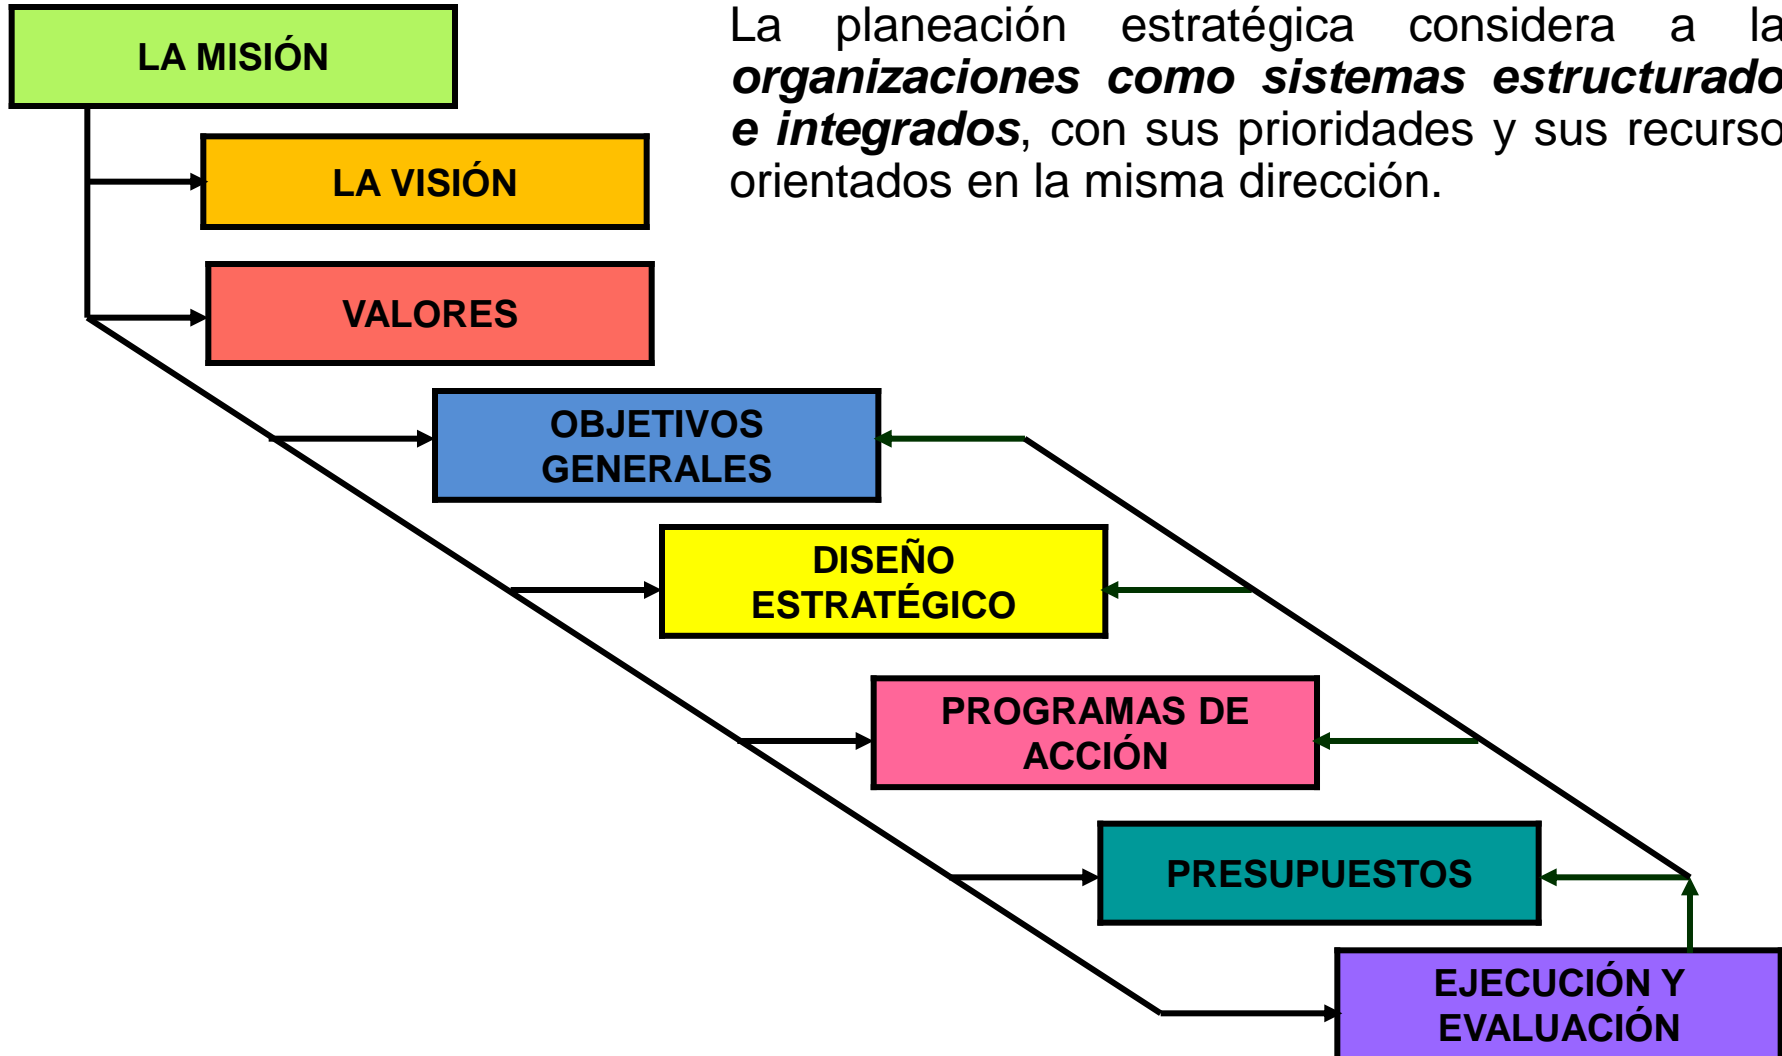 LA MISIÓN
La planeación estratégica considera a la
organizaciones como sistemas estructurado
e integrados, con sus prioridades y sus recurso
orientados en la misma dirección.
LA VISIÓN
VALORES
OBJETIVOS
GENERALES
DISEÑO
ESTRATÉGICO
PROGRAMAS DE
ACCIÓN
PRESUPUESTOS
EJECUCIÓN Y
EVALUACIÓN